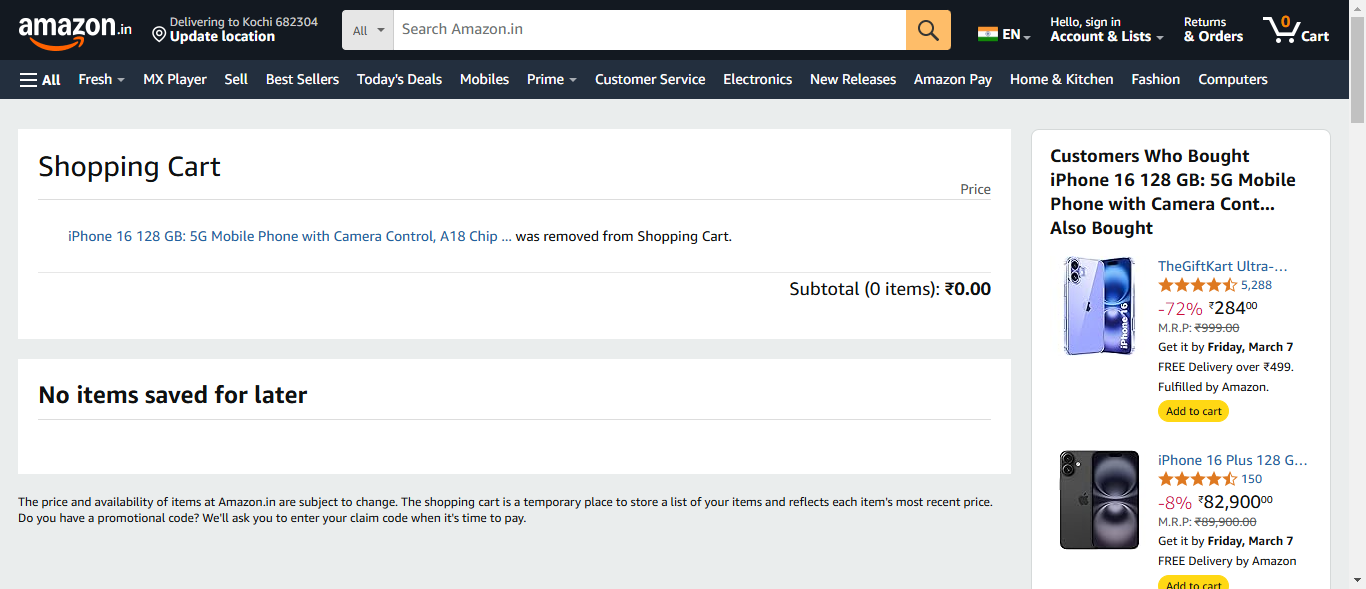 amazon.in
Delivering to Kochi 682304
Update location
All
Search Amazon.in
EN
Hello, sign in
Account & Lists
Returns
& Orders
0
Cart
All
Fresh
MX Player
Sell
Best Sellers
Today's Deals
Mobiles
Prime
Customer Service
Electronics
New Releases
Amazon Pay
Home & Kitchen
Fashion
Computers
Shopping Cart
Price
iPhone 16 128 GB: 5G Mobile Phone with Camera Control, A18 Chip ... was removed from Shopping Cart.
Subtotal (0 items): ₹0.00
No items saved for later
The price and availability of items at Amazon.in are subject to change. The shopping cart is a temporary place to store a list of your items and reflects each item's most recent price.
Do you have a promotional code? We'll ask you to enter your claim code when it's time to pay.
Customers Who Bought
iPhone 16 128 GB: 5G Mobile
Phone with Camera Cont...
Also Bought
iPhone 16
TheGiftKart Ultra-...
5,288
-72% ₹28400
M.R.P: ₹999.00
Get it by Friday, March 7
FREE Delivery over ₹499.
Fulfilled by Amazon.
Add to cart
iPhone 16 Plus 128 G...
150
-8% ₹82,90000
M.R.P: ₹89,900.00
Get it by Friday, March 7
FREE Delivery by Amazon
Add to cart